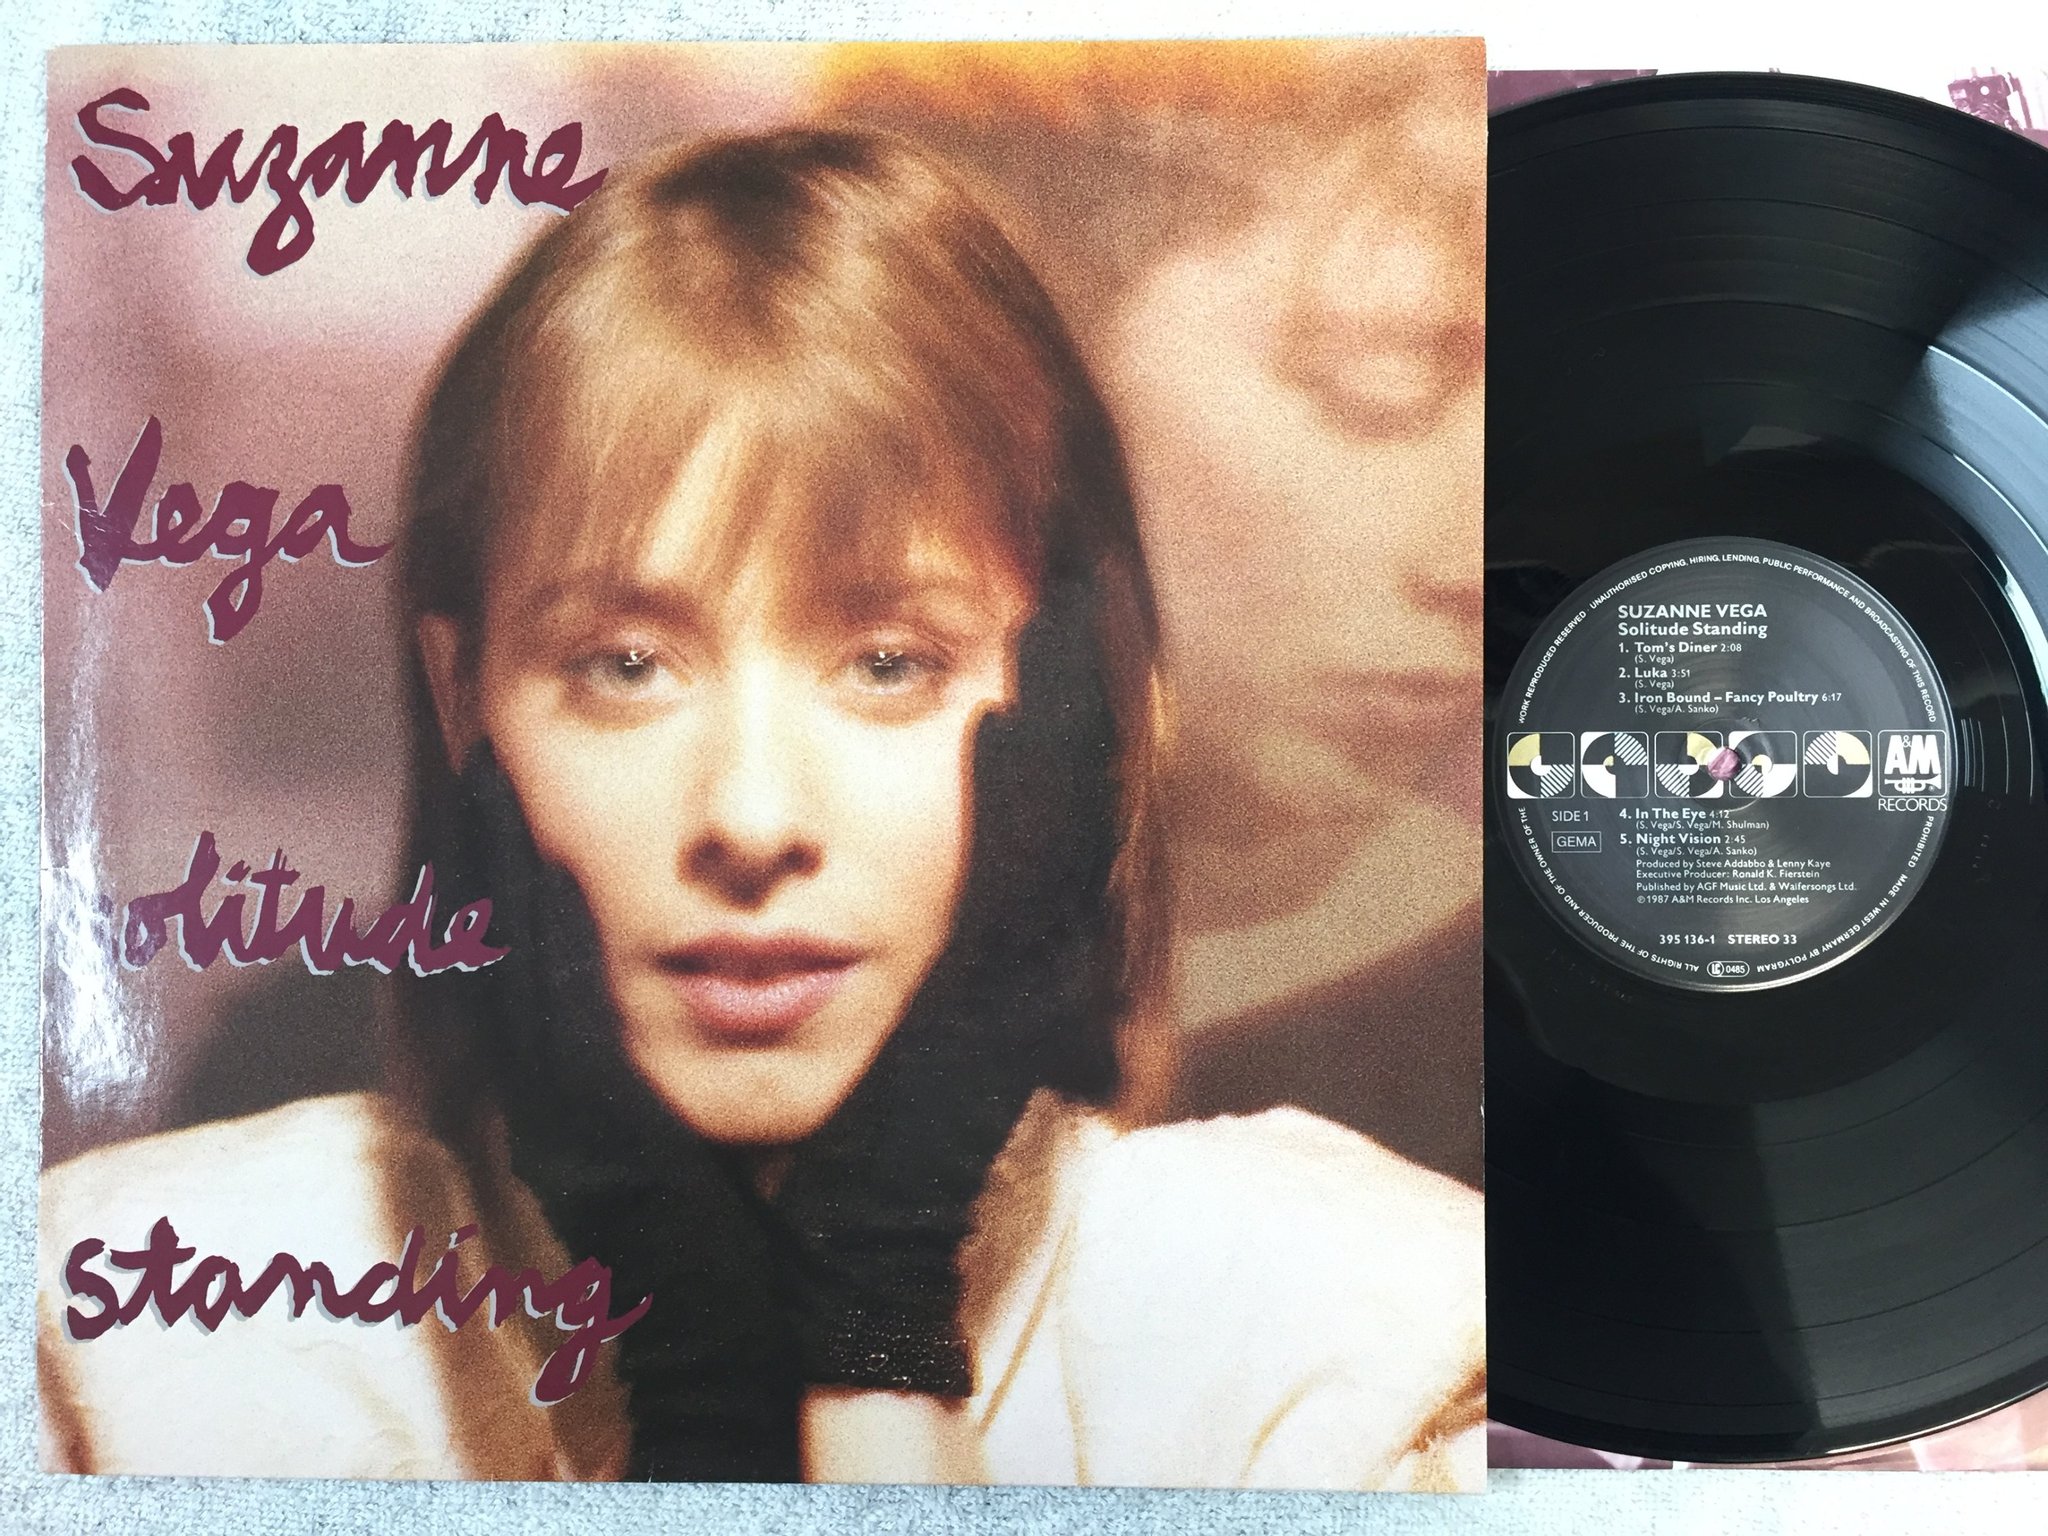 Suzanne
Vega
solitude
standing
WORK REPRODUCED RESERVED · UNAUTHORISED COPYING, HIRING, LENDING, PUBLIC PERFORMANCE AND BROADCASTING OF THIS RECORD
PROHIBITED · MADE IN WEST GERMANY BY POLYGRAM
ALL RIGHTS OF THE PRODUCER AND OF THE OWNER OF THE
SUZANNE VEGA
Solitude Standing
1. Tom's Diner 2:08
(S. Vega)
2. Luka 3:51
(S. Vega)
3. Iron Bound – Fancy Poultry 6:17
(S. Vega/A. Sanko)
A&M
RECORDS
SIDE 1
GEMA
4. In The Eye 4:12
(S. Vega/S. Vega/M. Shulman)
5. Night Vision 2:45
(S. Vega/S. Vega/A. Sanko)
Produced by Steve Addabbo & Lenny Kaye
Executive Producer: Ronald K. Fierstein
Published by AGF Music Ltd. & Waifersongs Ltd.
℗ 1987 A&M Records Inc. Los Angeles
395 136-1 STEREO 33
LC 0485